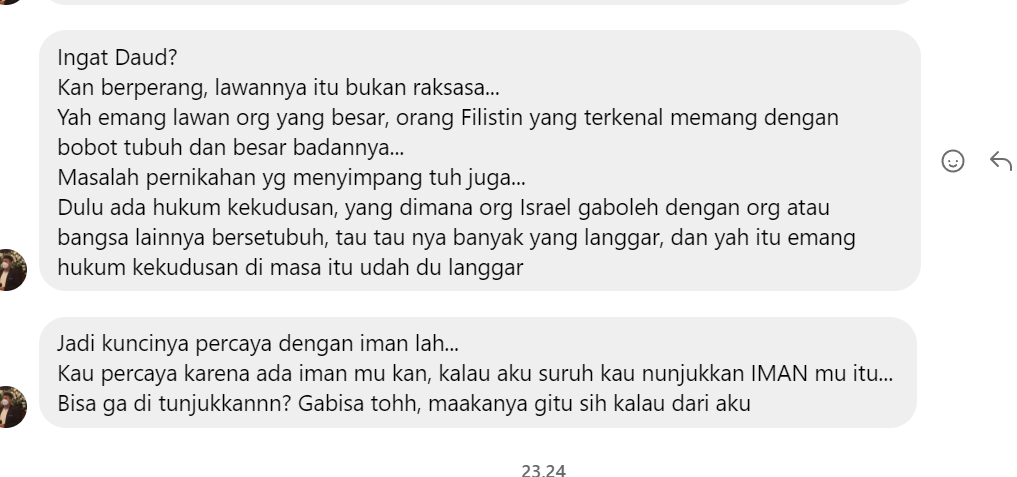 Ingat Daud?
Kan berperang, lawannya itu bukan raksasa...
Yah emang lawan org yang besar, orang Filistin yang terkenal memang dengan
bobot tubuh dan besar badannya...
Masalah pernikahan yg menyimpang tuh juga...
Dulu ada hukum kekudusan, yang dimana org Israel gaboleh dengan org atau
bangsa lainnya bersetubuh, tau tau nya banyak yang langgar, dan yah itu emang
hukum kekudusan di masa itu udah du langgar
Jadi kuncinya percaya dengan iman lah...
Kau percaya karena ada iman mu kan, kalau aku suruh kau nunjukkan IMAN mu itu...
Bisa ga di tunjukkannn? Gabisa tohh, maakanya gitu sih kalau dari aku
23.24